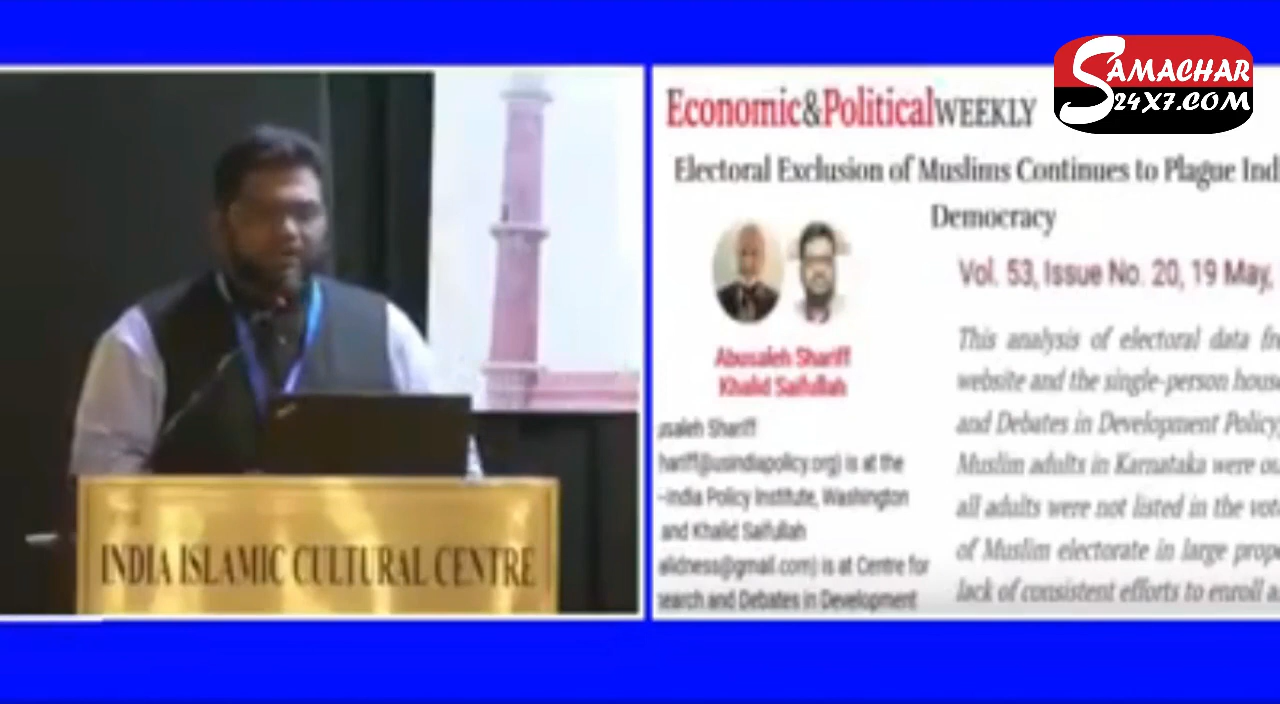 SAMACHAR
24X7.COM
Economic&PoliticalWEEKLY
Electoral Exclusion of Muslims Continues to Plague Ind
Democracy
Vol. 53, Issue No. 20, 19 May,
Abusaleh Shariff
Khalid Saifullah
usaleh Shariff
hariff@usindiapolicy.org) is at the
-India Policy Institute, Washington
and Khalid Saifullah
alidness@gmail.com) is at Centre for
earch and Debates in Development
This analysis of electoral data fr
website and the single-person hous
and Debates in Development Policy
Muslim adults in Karnataka were ou
all adults were not listed in the vot
of Muslim electorate in large prop
lack of consistent efforts to enroll a
INDIA ISLAMIC CULTURAL CENTRE